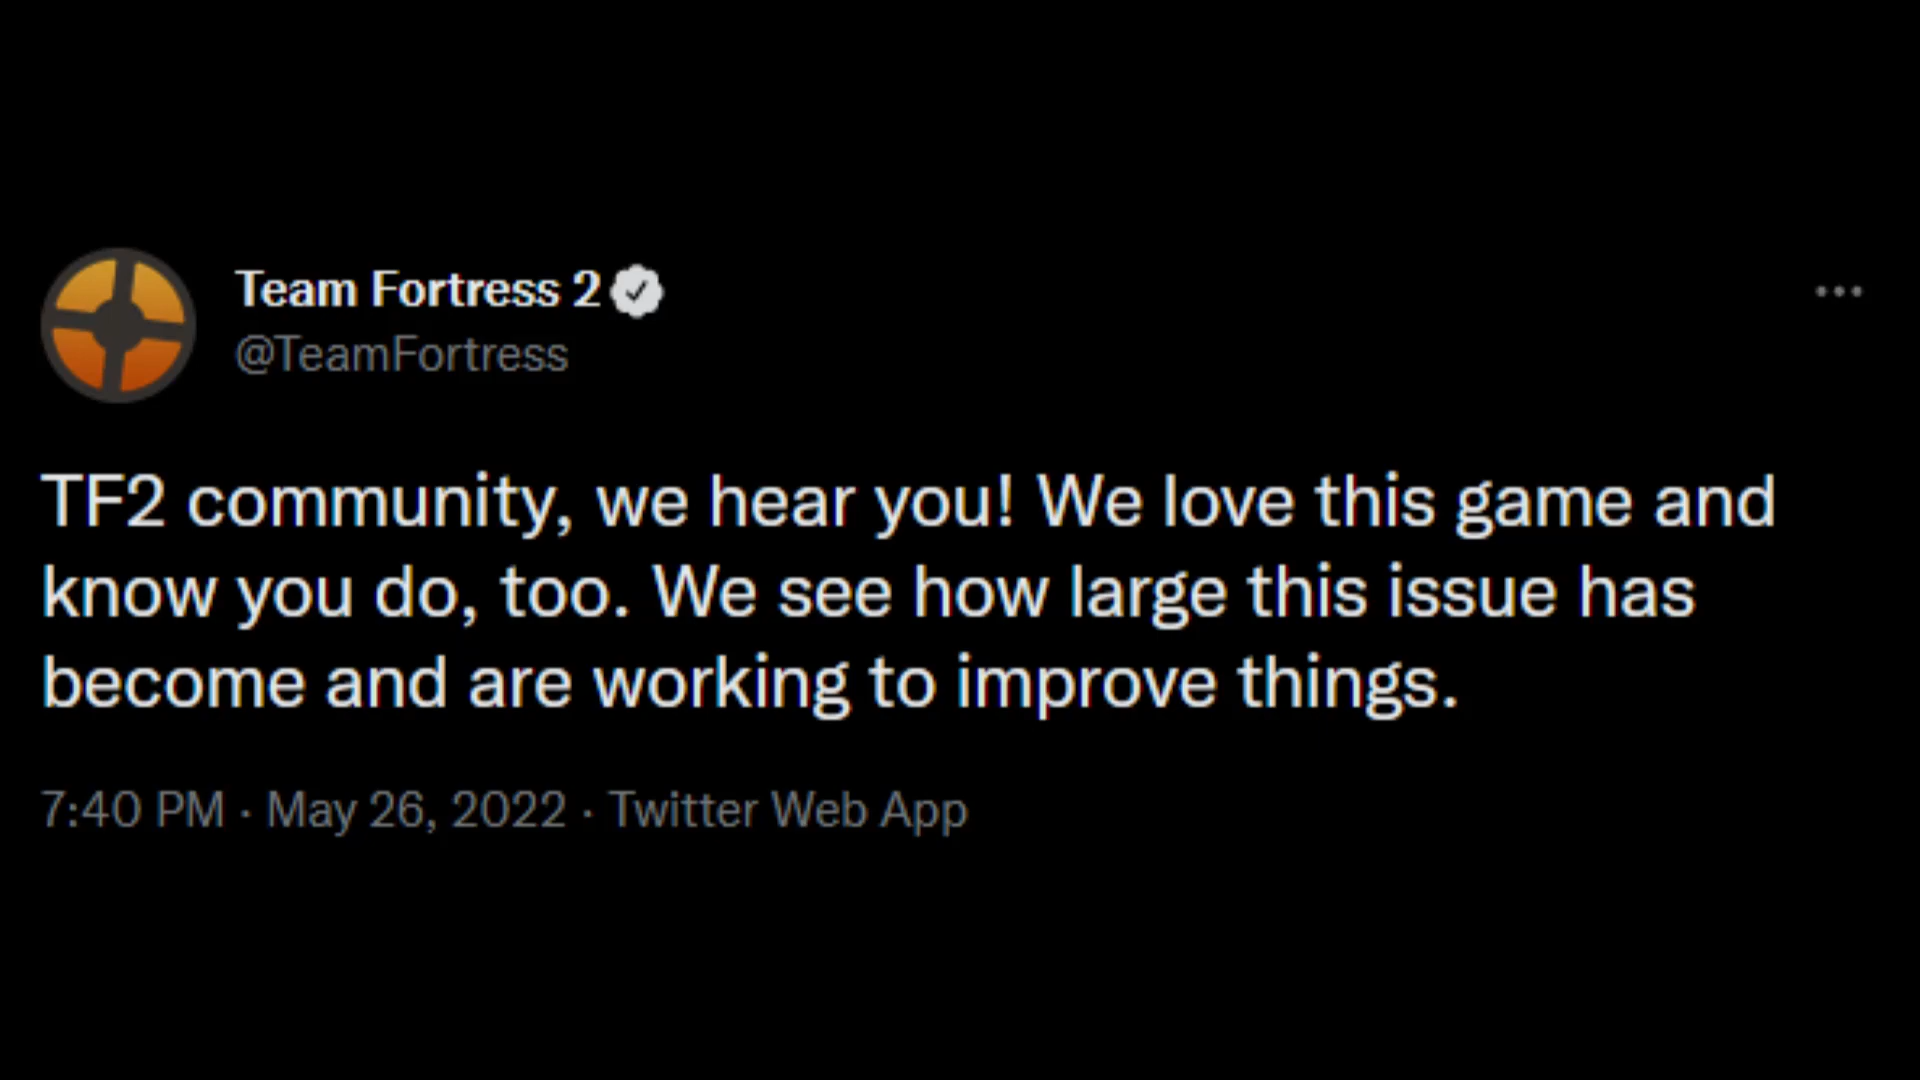 Team Fortress 2
@TeamFortress
TF2 community, we hear you! We love this game and
know you do, too. We see how large this issue has
become and are working to improve things.
7:40 PM · May 26, 2022 · Twitter Web App